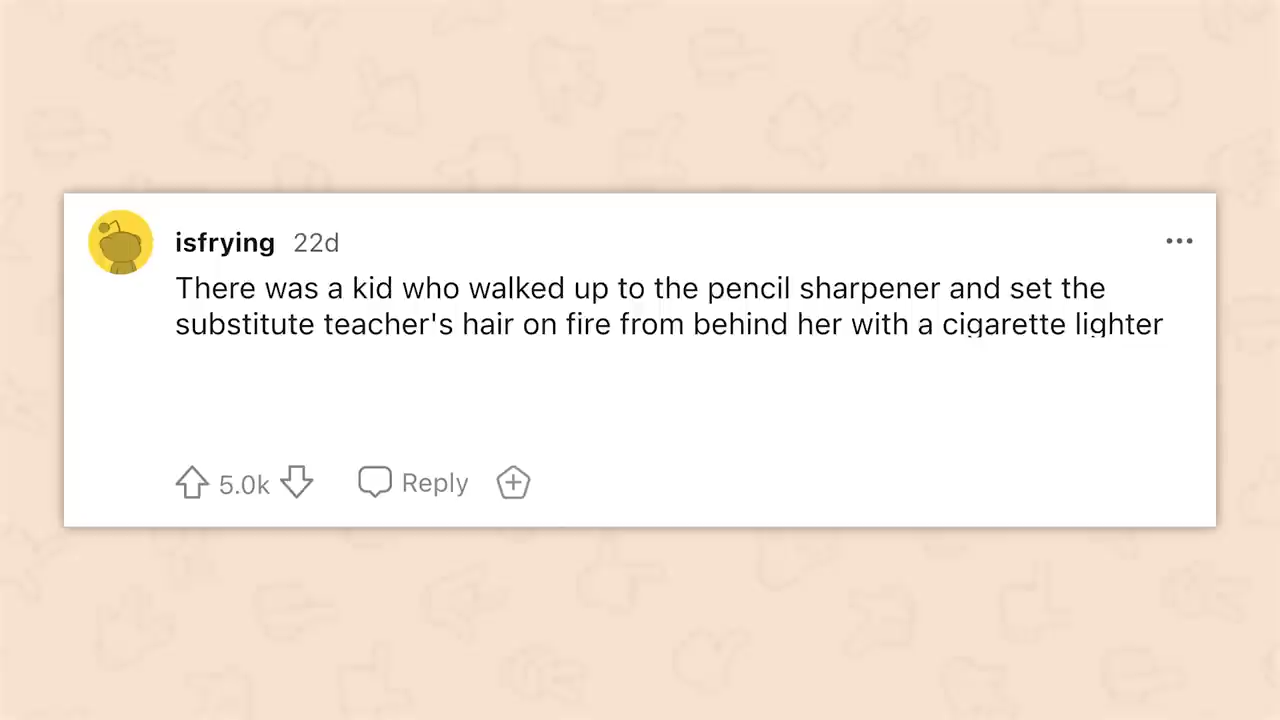 isfrying 22d
There was a kid who walked up to the pencil sharpener and set the
substitute teacher's hair on fire from behind her with a cigarette lighter
5.0k Reply